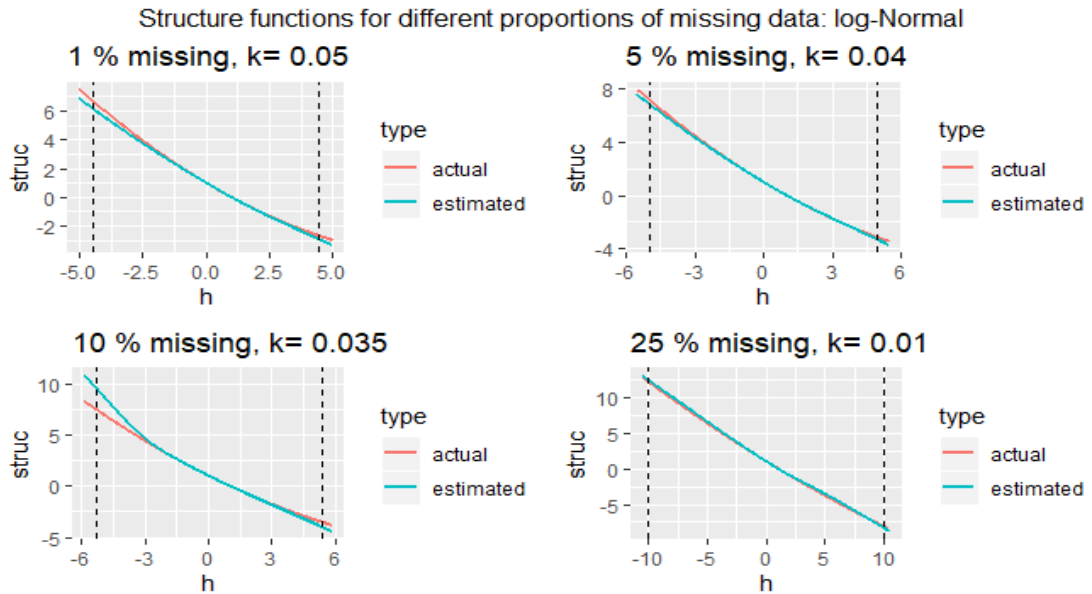 Structure functions for different proportions of missing data: log-Normal
1 % missing, k= 0.05
struc
6
4
2
0
-2
-5.0 -2.5 0.0 2.5 5.0
h
type
actual
estimated
5 % missing, k= 0.04
struc
8
4
0
-4
-6 -3 0 3 6
h
type
actual
estimated
10 % missing, k= 0.035
struc
10
5
0
-5
-6 -3 0 3 6
h
type
actual
estimated
25 % missing, k= 0.01
struc
10
5
0
-5
-10 -5 0 5 10
h
type
actual
estimated